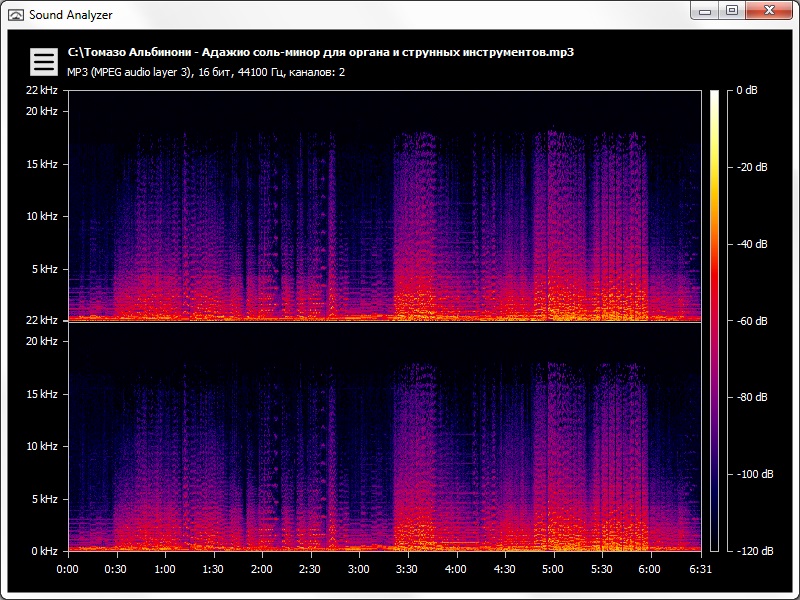 Sound Analyzer
C:\Томазо Альбинони - Адажио соль-минор для органа и струнных инструментов.mp3
MP3 (MPEG audio layer 3), 16 бит, 44100 Гц, каналов: 2
22 kHz
20 kHz
15 kHz
10 kHz
5 kHz
22 kHz
20 kHz
15 kHz
10 kHz
5 kHz
0 kHz
0:00 0:30 1:00 1:30 2:00 2:30 3:00 3:30 4:00 4:30 5:00 5:30 6:00 6:31
0 dB
-20 dB
-40 dB
-60 dB
-80 dB
-100 dB
-120 dB